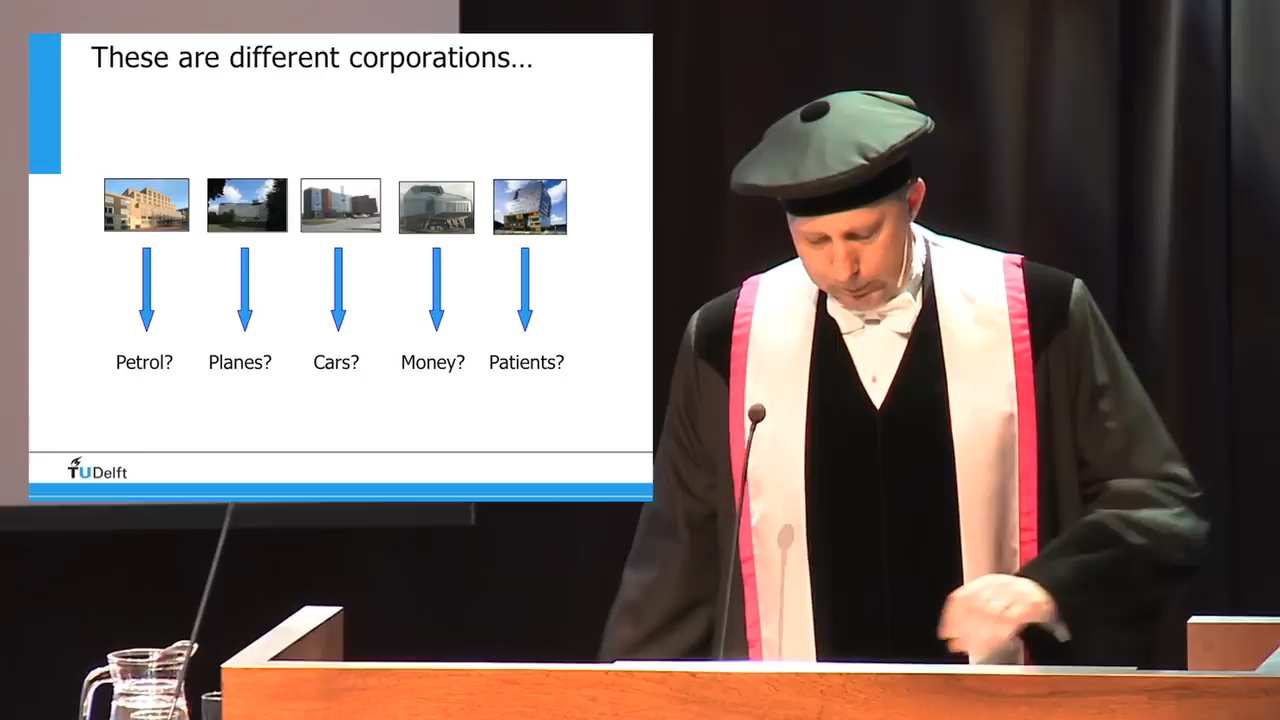 These are different corporations...
Petrol? Planes? Cars? Money? Patients?
TUDelft